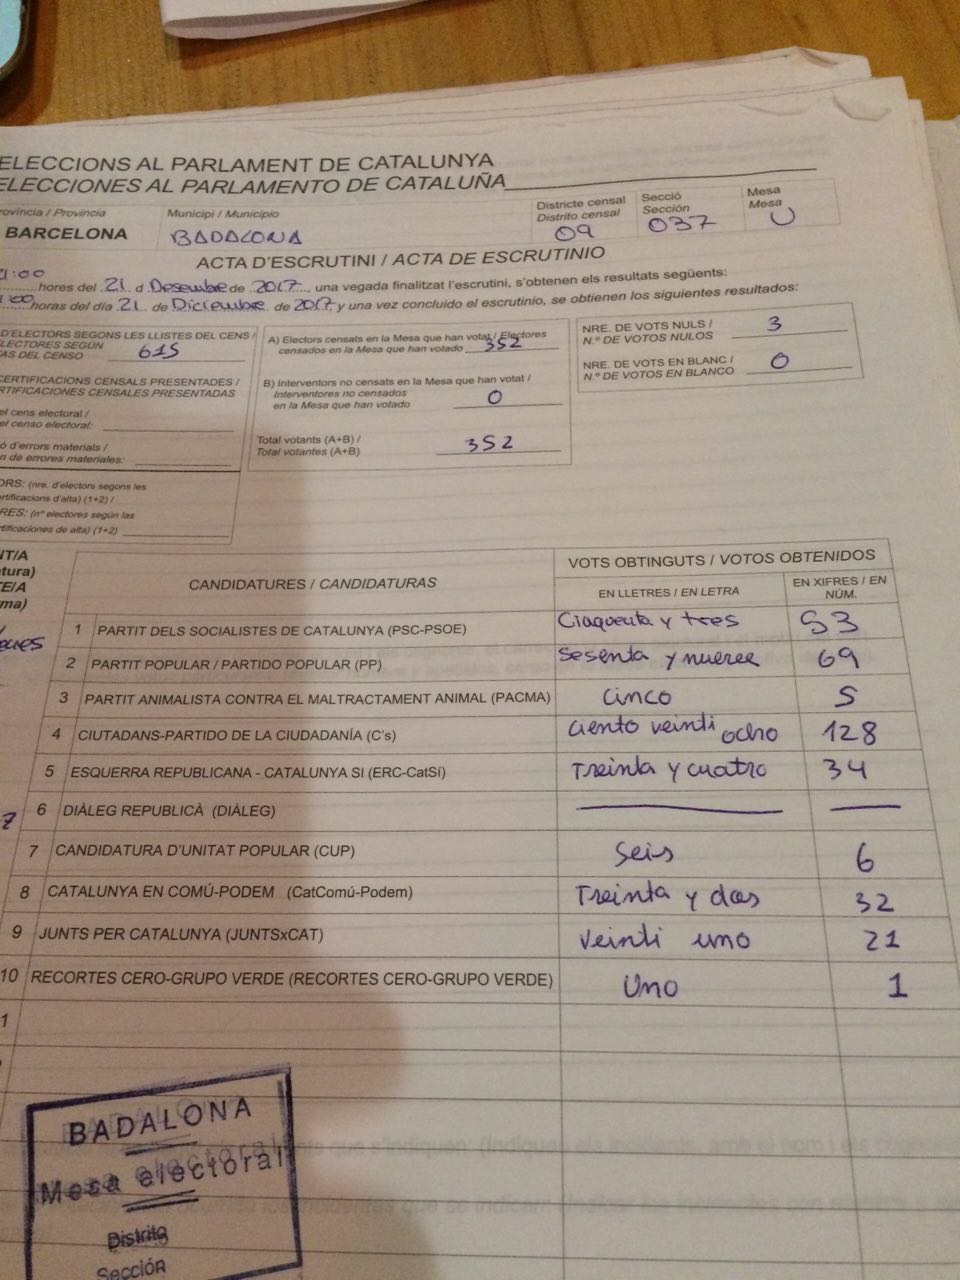 ELECCIONS AL PARLAMENT DE CATALUNYA
ELECCIONES AL PARLAMENTO DE CATALUÑA
rovíncia / Provincia
BARCELONA
Municipi / Municipio
BADALONA
Districte censal
Distrito censal
09
Secció
Sección
037
Mesa
Mesa
U
ACTA D'ESCRUTINI / ACTA DE ESCRUTINIO
1:00 hores del 21 d Desembre de 2017, una vegada finalitzat l'escrutini, s'obtenen els resultats següents:
1:00 horas del día 21 de Diciembre de 2017 y una vez concluido el escrutinio, se obtienen los siguientes resultados:
D'ELECTORS SEGONS LES LLISTES DEL CENS /
LECTORES SEGÚN
AS DEL CENSO 615
CERTIFICACIONS CENSALS PRESENTADES /
RTIFICACIONES CENSALES PRESENTADAS
el cens electoral /
el censo electoral:
ó d'errors materials /
n de errores materiales:
ORS: (nre. d'electors segons les
ertificacions d'alta) (1+2) /
RES: (nº electores según las
tificaciones de alta) (1+2)
A) Electors censats en la Mesa que han votat / Electores
censados en la Mesa que han votado 352
B) Interventors no censats en la Mesa que han votat /
Interventores no censados
en la Mesa que han votado 0
Total votants (A+B) /
Total votantes (A+B) 352
NRE. DE VOTS NULS /
N.º DE VOTOS NULOS 3
NRE. DE VOTS EN BLANC /
N.º DE VOTOS EN BLANCO 0
NT/A
tura)
TE/A
ma)
CANDIDATURES / CANDIDATURAS
VOTS OBTINGUTS / VOTOS OBTENIDOS
EN LLETRES / EN LETRA
EN XIFRES / EN
NÚM.
1 PARTIT DELS SOCIALISTES DE CATALUNYA (PSC-PSOE) Cinquenta y tres 53
2 PARTIT POPULAR / PARTIDO POPULAR (PP) Sesenta y nueve 69
3 PARTIT ANIMALISTA CONTRA EL MALTRACTAMENT ANIMAL (PACMA) Cinco 5
4 CIUTADANS-PARTIDO DE LA CIUDADANÍA (C's) Ciento veinti ocho 128
5 ESQUERRA REPUBLICANA - CATALUNYA SI (ERC-CatSí) Treinta y cuatro 34
6 DIÀLEG REPUBLICÀ (DIÀLEG)
7 CANDIDATURA D'UNITAT POPULAR (CUP) Seis 6
8 CATALUNYA EN COMÚ-PODEM (CatComú-Podem) Treinta y dos 32
9 JUNTS PER CATALUNYA (JUNTSxCAT) Veinti uno 21
10 RECORTES CERO-GRUPO VERDE (RECORTES CERO-GRUPO VERDE) Uno 1
1
BADALONA
Mesa electoral
Distrito
Sección